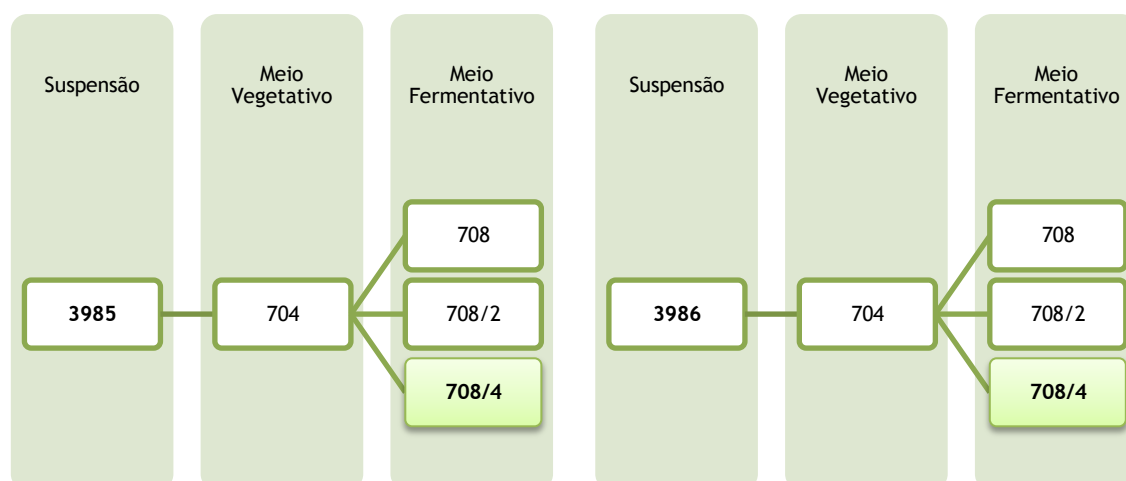 Suspensão
Meio
Vegetativo
Meio
Fermentativo
3985
704
708
708/2
708/4
Suspensão
Meio
Vegetativo
Meio
Fermentativo
3986
704
708
708/2
708/4